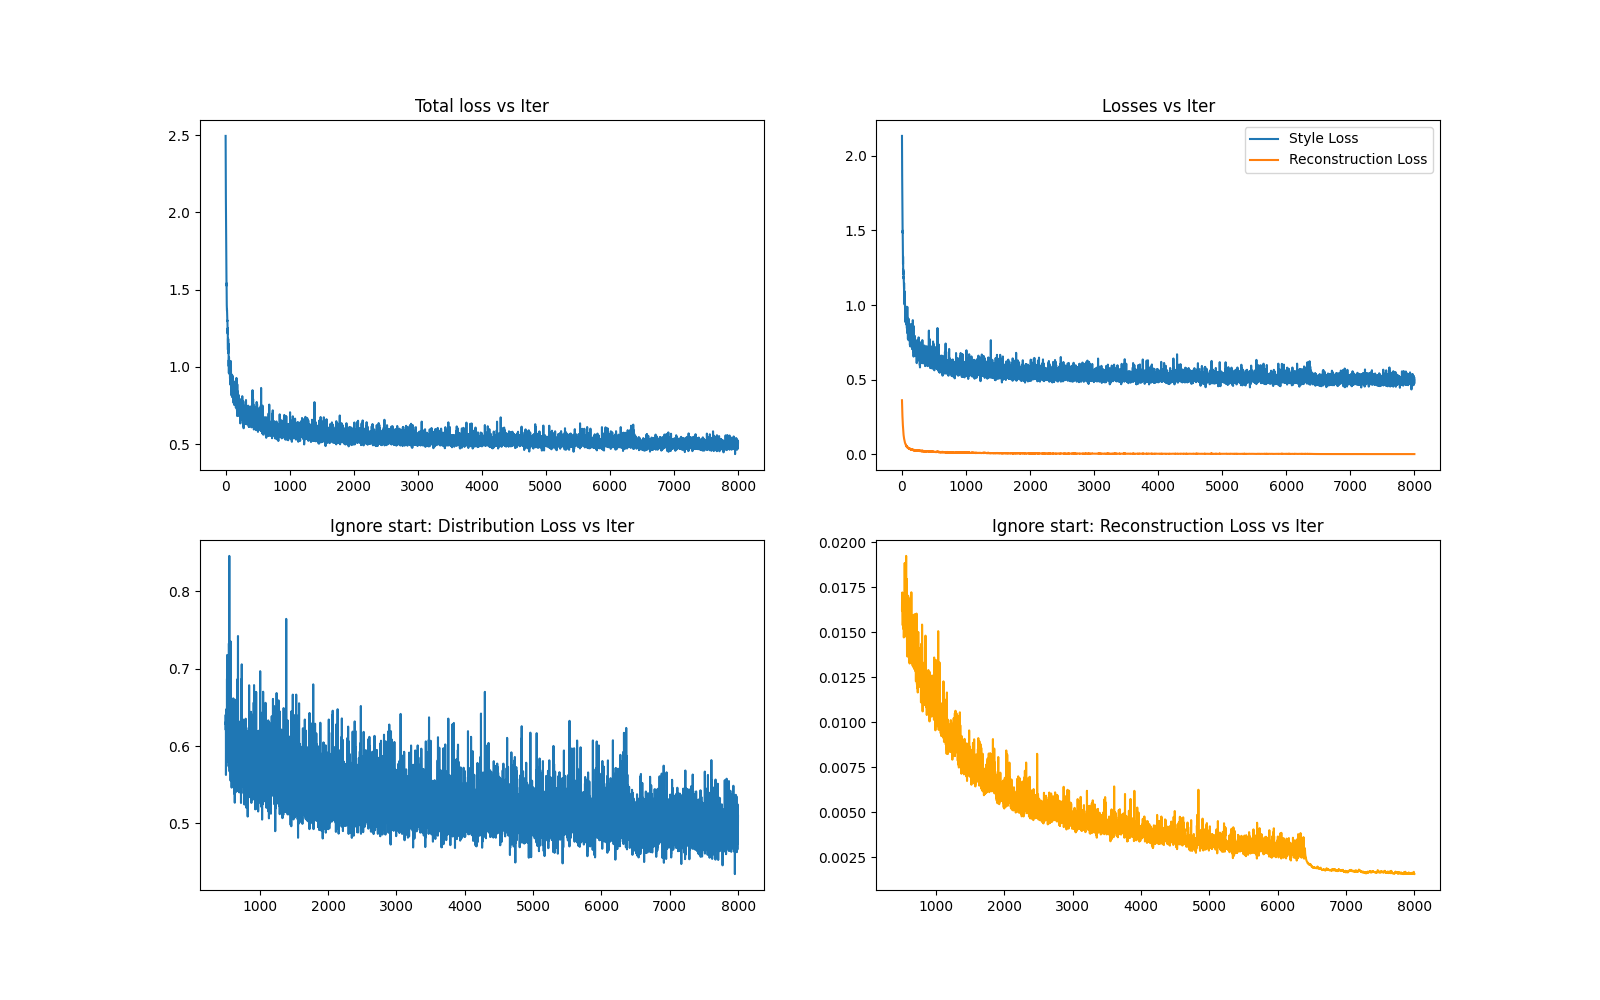 Total loss vs Iter
2.5
2.0
1.5
1.0
0.5
0 1000 2000 3000 4000 5000 6000 7000 8000
Losses vs Iter
Style Loss
Reconstruction Loss
2.0
1.5
1.0
0.5
0.0
0 1000 2000 3000 4000 5000 6000 7000 8000
Ignore start: Distribution Loss vs Iter
0.8
0.7
0.6
0.5
1000 2000 3000 4000 5000 6000 7000 8000
Ignore start: Reconstruction Loss vs Iter
0.0200
0.0175
0.0150
0.0125
0.0100
0.0075
0.0050
0.0025
1000 2000 3000 4000 5000 6000 7000 8000